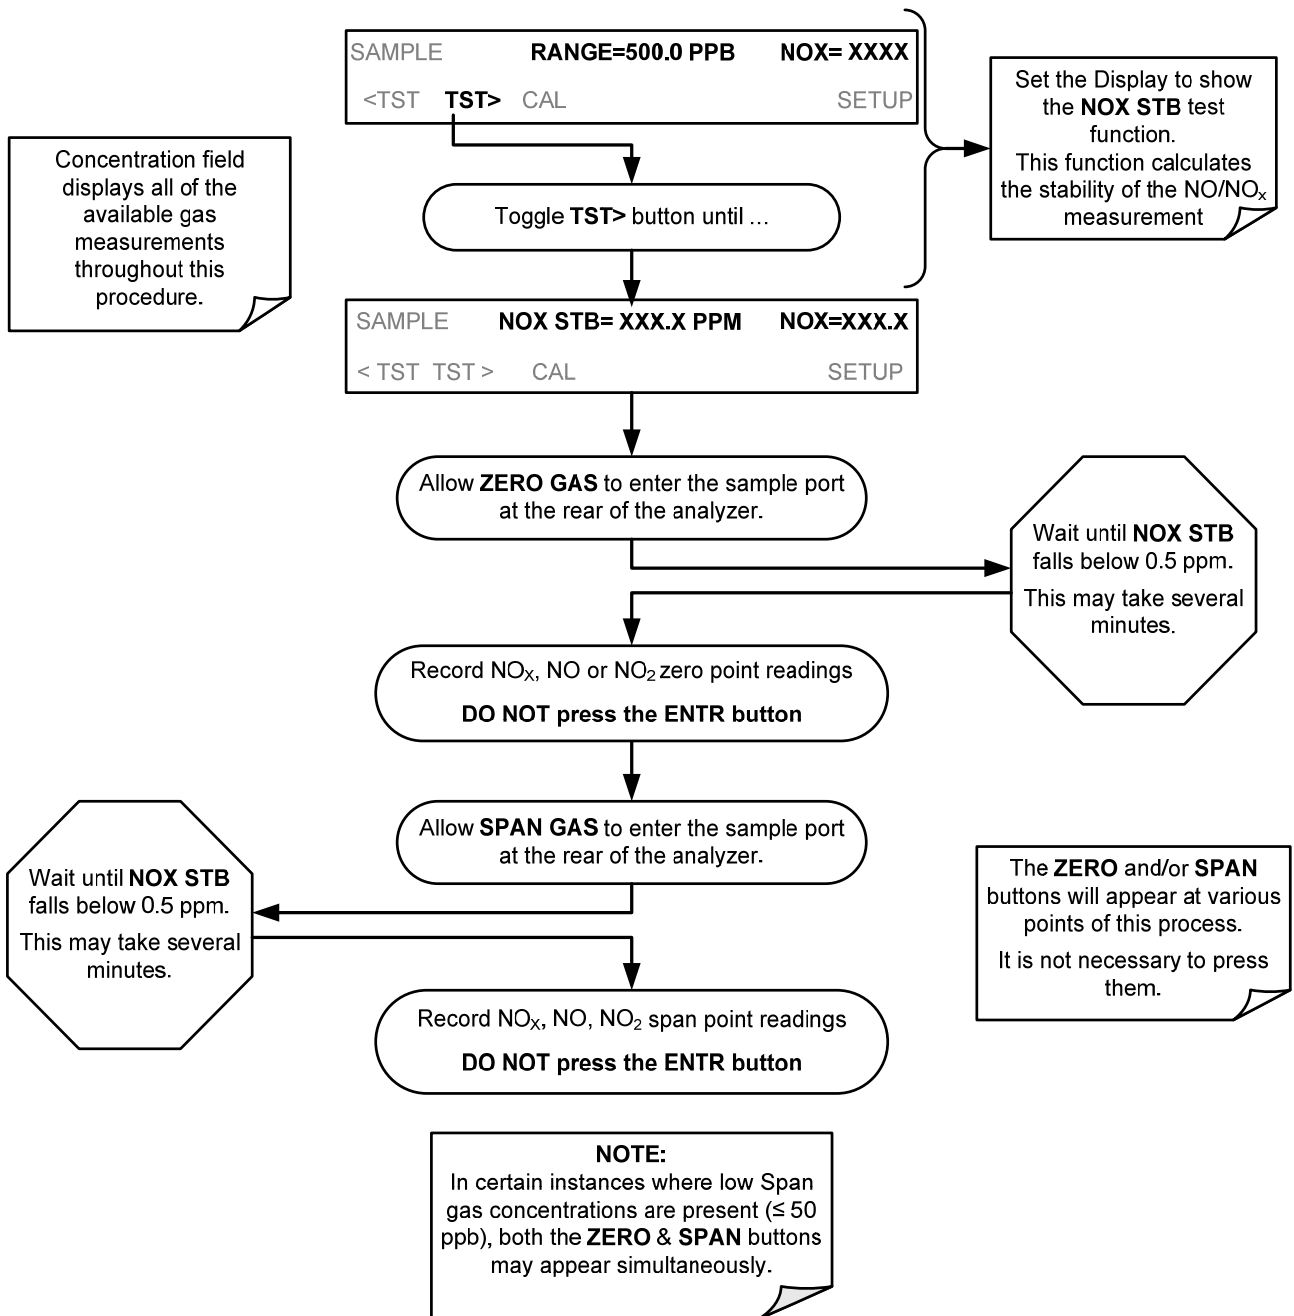 SAMPLE RANGE=500.0 PPB NOX= XXXX
<TST TST> CAL SETUP
Set the Display to show
the NOX STB test
function.
This function calculates
the stability of the NO/NOx
measurement
Concentration field
displays all of the
available gas
measurements
throughout this
procedure.
Toggle TST> button until ...
SAMPLE NOX STB= XXX.X PPM NOX=XXX.X
< TST TST > CAL SETUP
Allow ZERO GAS to enter the sample port
at the rear of the analyzer.
Wait until NOX STB
falls below 0.5 ppm.
This may take several
minutes.
Record NOX, NO or NO2 zero point readings
DO NOT press the ENTR button
Allow SPAN GAS to enter the sample port
at the rear of the analyzer.
Wait until NOX STB
falls below 0.5 ppm.
This may take several
minutes.
The ZERO and/or SPAN
buttons will appear at various
points of this process.
It is not necessary to press
them.
Record NOX, NO, NO2 span point readings
DO NOT press the ENTR button
NOTE:
In certain instances where low Span
gas concentrations are present (≤ 50
ppb), both the ZERO & SPAN buttons
may appear simultaneously.